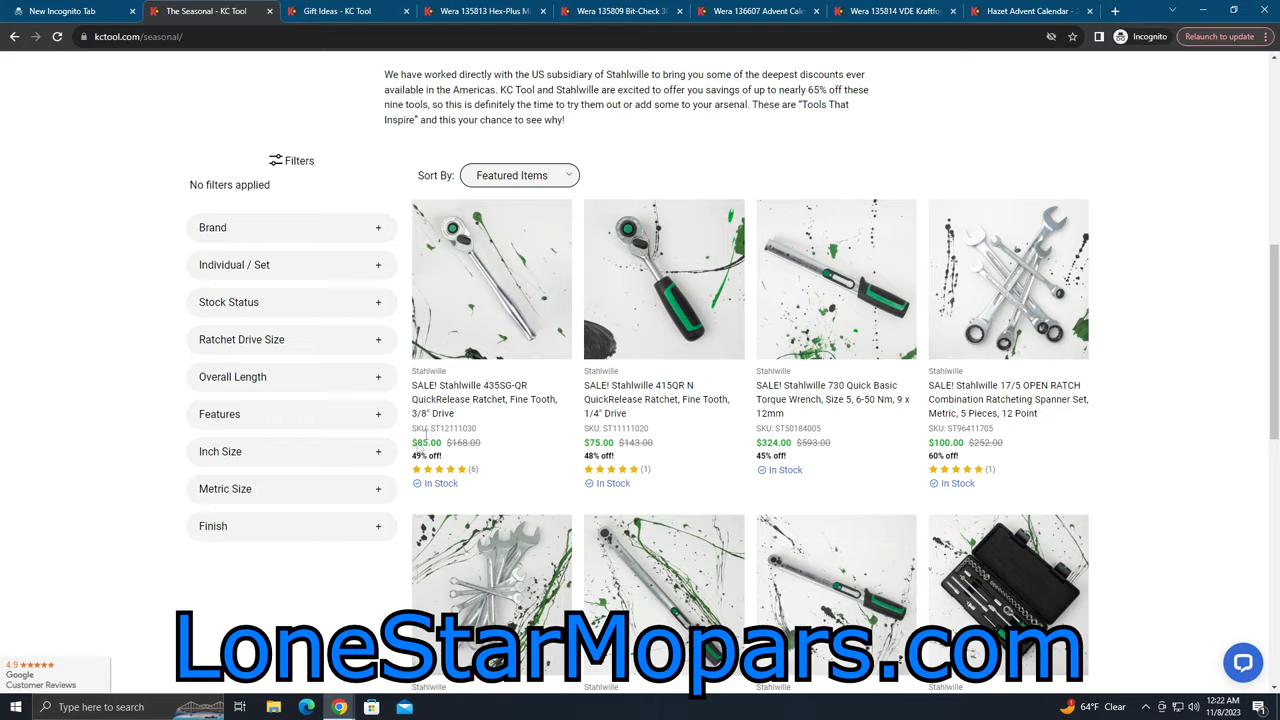 New Incognito Tab
The Seasonal - KC Tool
Gift Ideas - KC Tool
Wera 135813 Hex-Plus M
Wera 135809 Bit-Check 3
Wera 136607 Advent Cale
Wera 135814 VDE Kraftfo
Hazet Advent Calendar - 2
kctool.com/seasonal/
Incognito
Relaunch to update
We have worked directly with the US subsidiary of Stahlwille to bring you some of the deepest discounts ever
available in the Americas. KC Tool and Stahlwille are excited to offer you savings of up to nearly 65% off these
nine tools, so this is definitely the time to try them out or add some to your arsenal. These are “Tools That
Inspire” and this your chance to see why!
Filters
No filters applied
Sort By:
Featured Items
Brand +
Individual / Set +
Stock Status +
Ratchet Drive Size +
Overall Length +
Features +
Inch Size +
Metric Size +
Finish +
Stahlwille
SALE! Stahlwille 435SG-QR
QuickRelease Ratchet, Fine Tooth,
3/8" Drive
SKU: ST12111030
$85.00 $168.00
49% off!
(6)
In Stock
Stahlwille
SALE! Stahlwille 415QR N
QuickRelease Ratchet, Fine Tooth,
1/4" Drive
SKU: ST11111020
$75.00 $143.00
48% off!
(1)
In Stock
Stahlwille
SALE! Stahlwille 730 Quick Basic
Torque Wrench, Size 5, 6-50 Nm, 9 x
12mm
SKU: ST50184005
$324.00 $593.00
45% off!
In Stock
Stahlwille
SALE! Stahlwille 17/5 OPEN RATCH
Combination Ratcheting Spanner Set,
Metric, 5 Pieces, 12 Point
SKU: ST96411705
$100.00 $252.00
60% off!
(1)
In Stock
LoneStarMopars.com
Stahlwille
Stahlwille
Stahlwille
Stahlwille
4.9
Google
Customer Reviews
Type here to search
64°F Clear
12:22 AM
11/8/2023